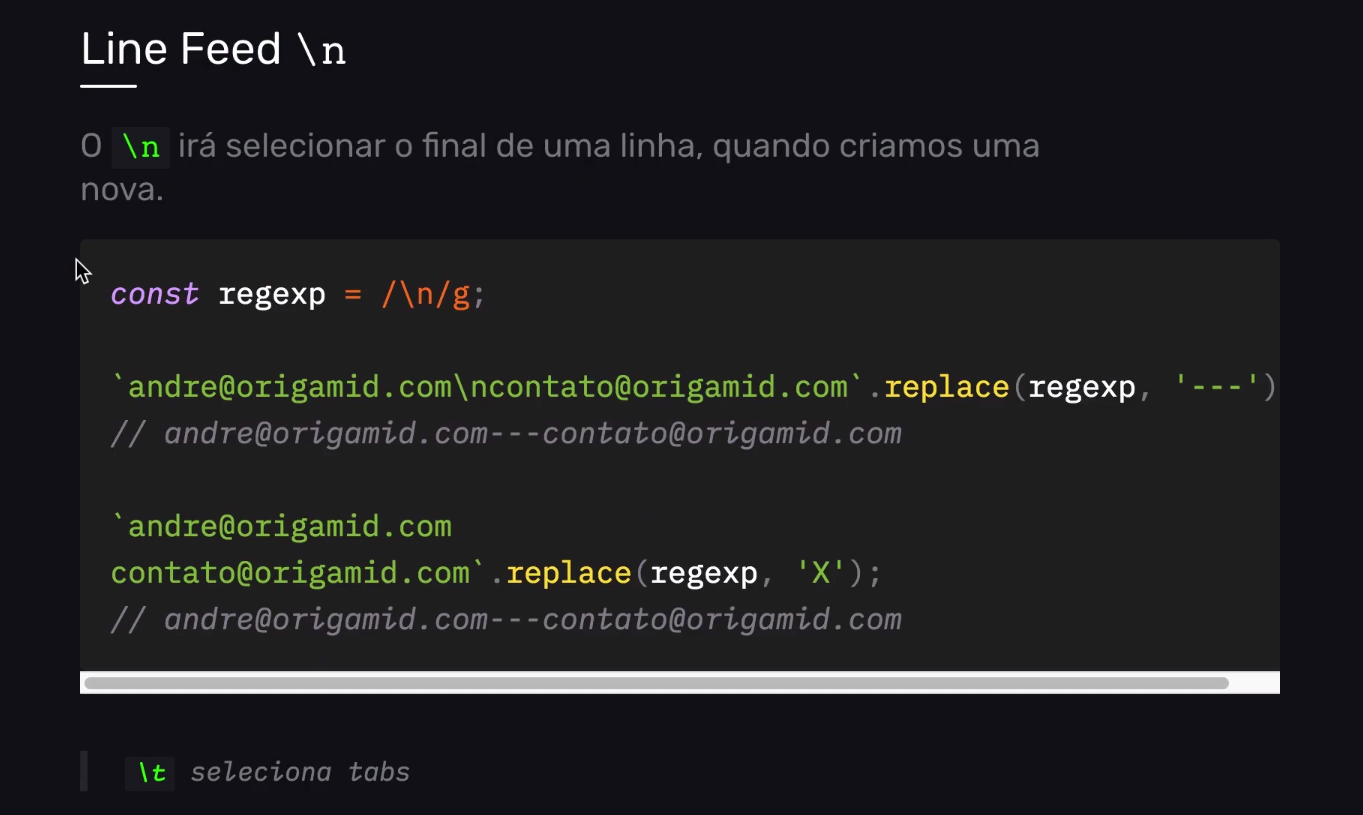 Line Feed \n
O \n irá selecionar o final de uma linha, quando criamos uma
nova.
const regexp = /\n/g;
`andre@origamid.com\ncontato@origamid.com`.replace(regexp, '---')
// andre@origamid.com---contato@origamid.com
`andre@origamid.com
contato@origamid.com`.replace(regexp, 'X');
// andre@origamid.com---contato@origamid.com
\t seleciona tabs